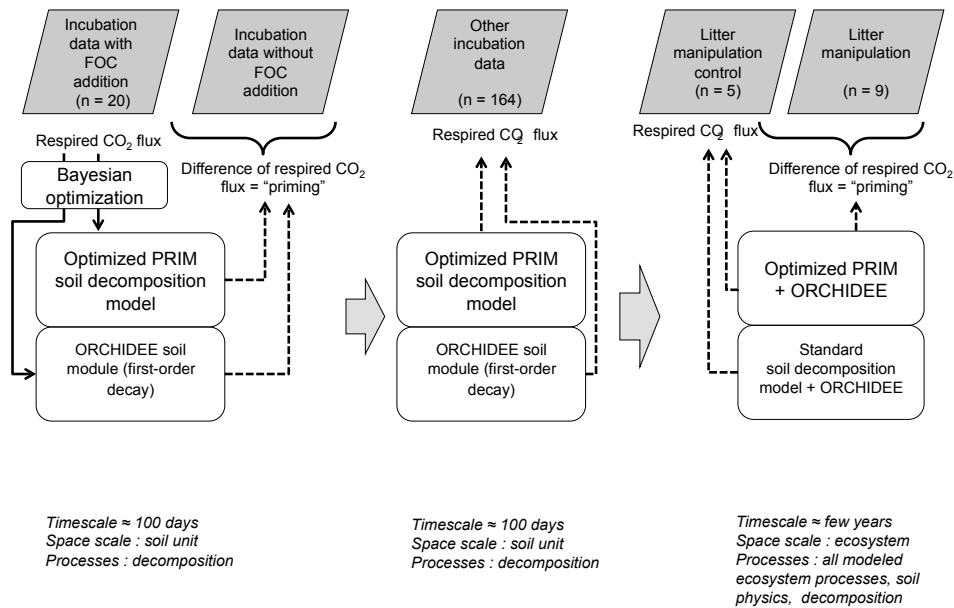 Incubation
data with
FOC
addition
(n = 20)
Incubation
data without
FOC
addition
Other
incubation
data
(n = 164)
Litter
manipulation
control
(n = 5)
Litter
manipulation
(n = 9)
Respired CO2 flux
Bayesian
optimization
Difference of respired CO2
flux = “priming”
Respired CO2 flux
Respired CO2 flux
Difference of respired CO2
flux = “priming”
Optimized PRIM
soil decomposition
model
ORCHIDEE soil
module (first-order
decay)
Optimized PRIM
soil decomposition
model
ORCHIDEE soil
module (first-order
decay)
Optimized PRIM
+ ORCHIDEE
Standard
soil decomposition
model + ORCHIDEE
Timescale ≈ 100 days
Space scale : soil unit
Processes : decomposition
Timescale ≈ 100 days
Space scale : soil unit
Processes : decomposition
Timescale ≈ few years
Space scale : ecosystem
Processes : all modeled
ecosystem processes, soil
physics, decomposition